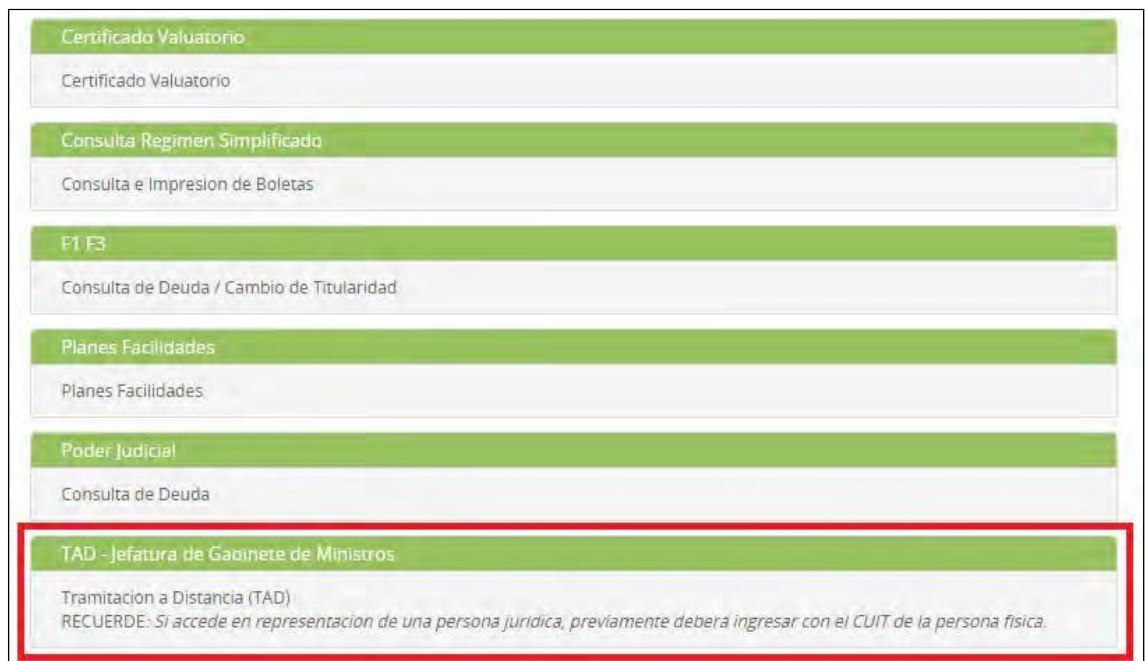 Certificado Valuatorio
Certificado Valuatorio
Consulta Regimen Simplificado
Consulta e Impresion de Boletas
F1 F3
Consulta de Deuda / Cambio de Titularidad
Planes Facilidades
Planes Facilidades
Poder Judicial
Consulta de Deuda
TAD - Jefatura de Gabinete de Ministros
Tramitacion a Distancia (TAD)
RECUERDE: Si accede en representacion de una persona jurídica, previamente deberá ingresar con el CUIT de la persona fisica.